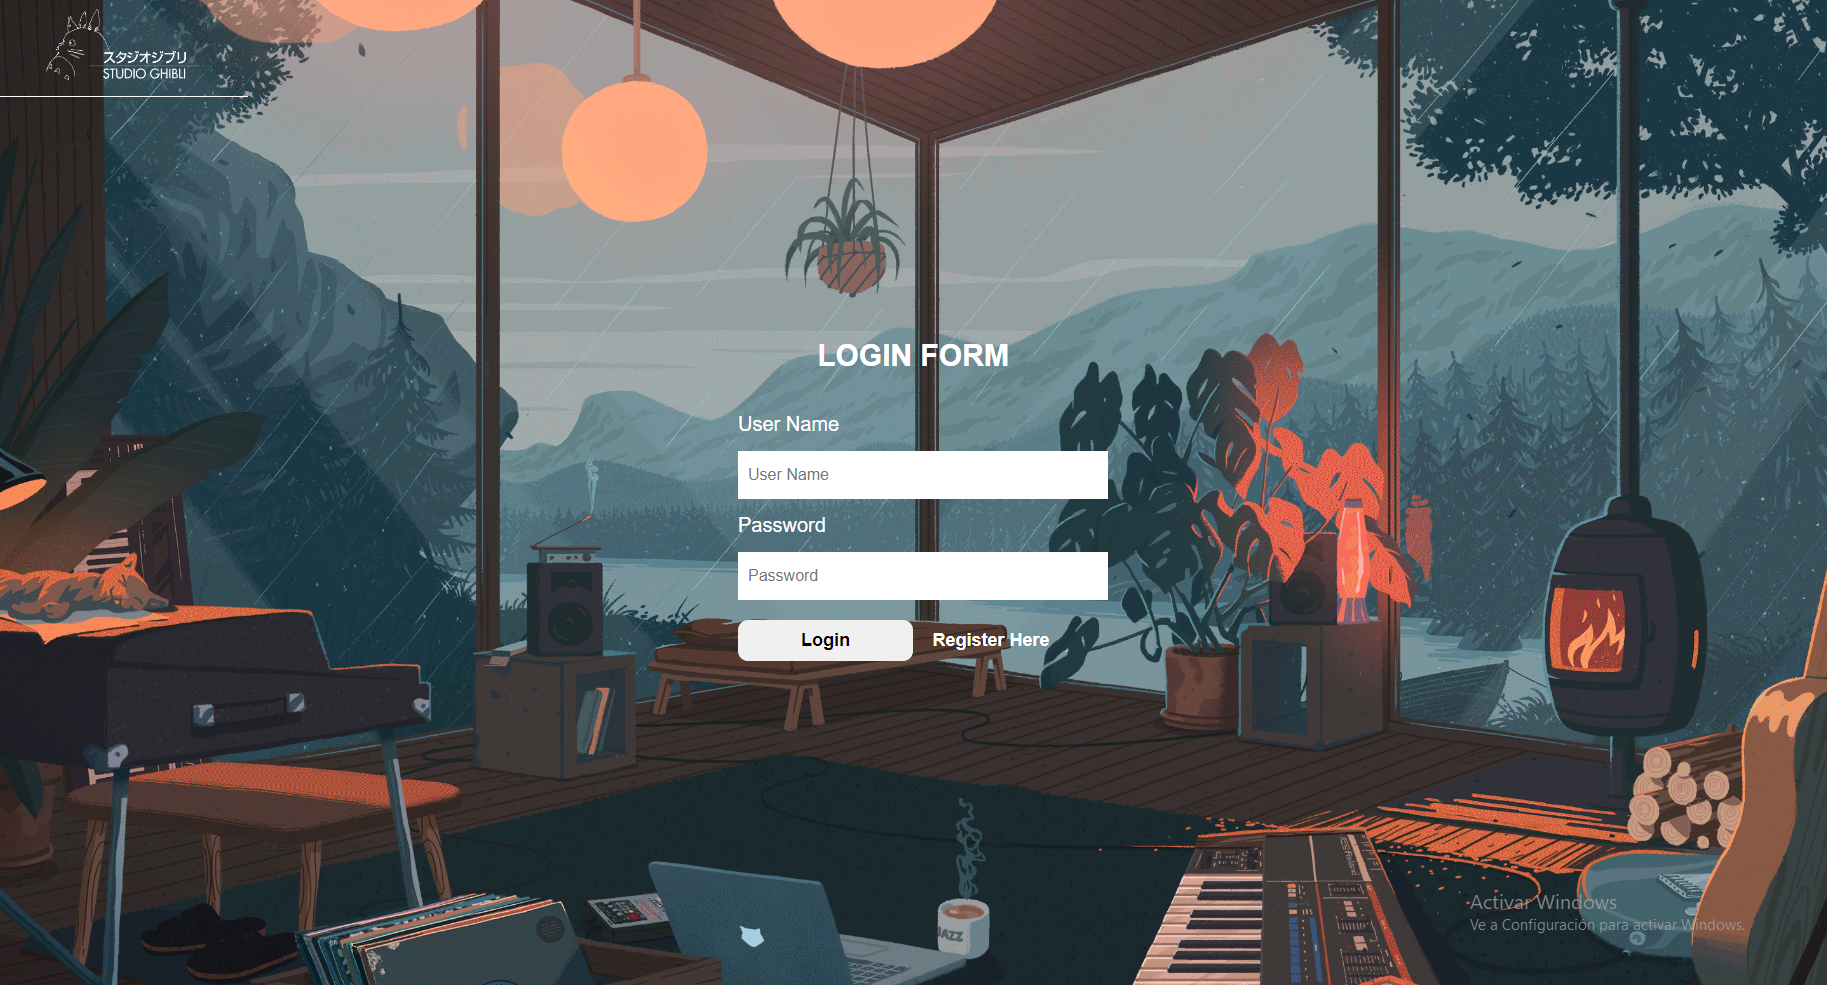 スタジオジブリ
STUDIO GHIBLI
LOGIN FORM
User Name
User Name
Password
Password
Login
Register Here
JAZZ
Roland
Activar Windows
Ve a Configuración para activar Windows.